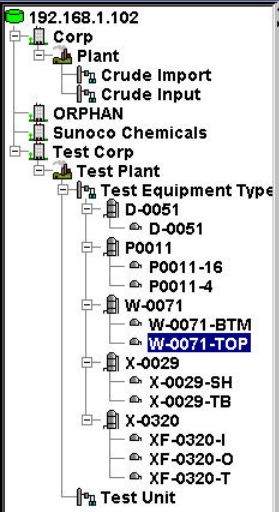 192.168.1.102
Corp
Plant
Crude Import
Crude Input
ORPHAN
Sunoco Chemicals
Test Corp
Test Plant
Test Equipment Type
D-0051
D-0051
P0011
P0011-16
P0011-4
W-0071
W-0071-BTM
W-0071-TOP
X-0029
X-0029-SH
X-0029-TB
X-0320
XF-0320-I
XF-0320-O
XF-0320-T
Test Unit